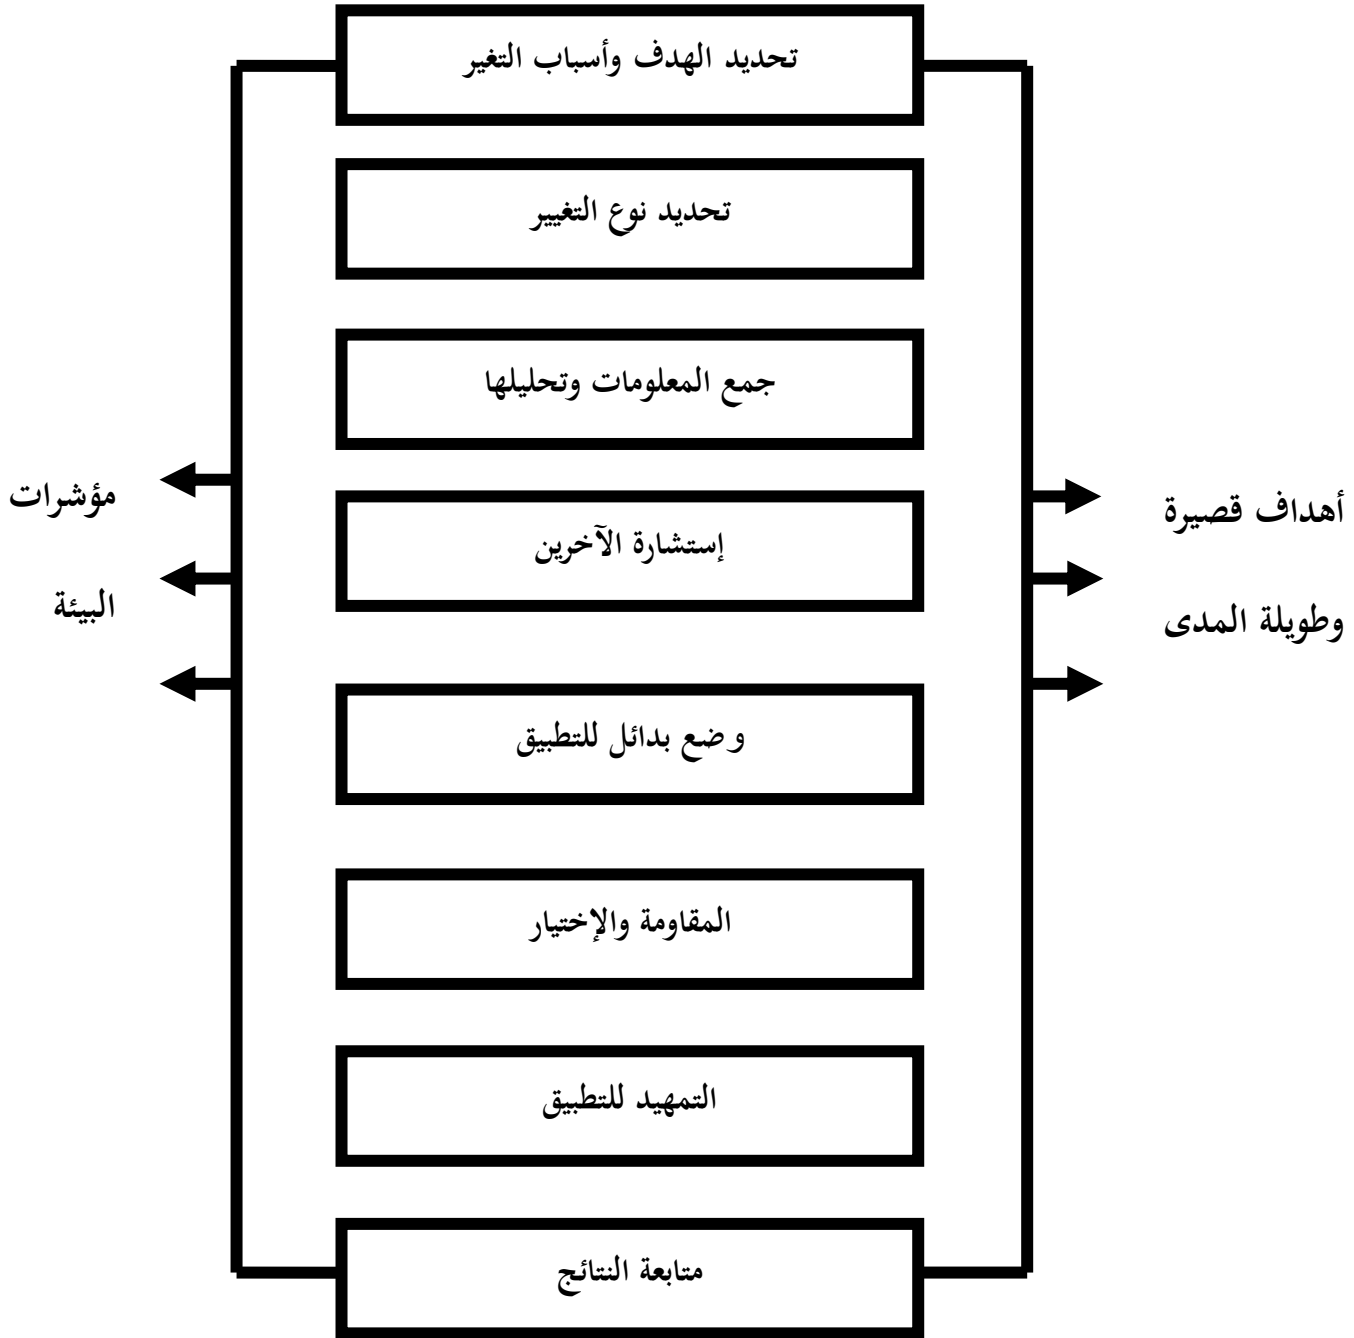 تحديد الهدف وأسباب التغير
تحديد نوع التغيير
جمع المعلومات وتحليلها
إستشارة الآخرين
وضع بدائل للتطبيق
المقاومة والإختيار
التمهيد للتطبيق
متابعة النتائج
أهداف قصيرة
وطويلة المدى
مؤشرات
البيئة